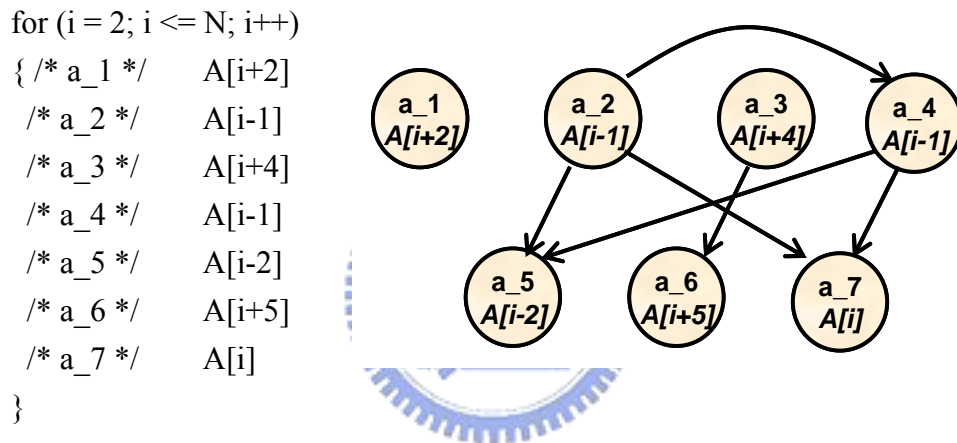 for (i = 2; i <= N; i++)
{ /* a_1 */ A[i+2]
/* a_2 */ A[i-1]
/* a_3 */ A[i+4]
/* a_4 */ A[i-1]
/* a_5 */ A[i-2]
/* a_6 */ A[i+5]
/* a_7 */ A[i]
}
a_1
A[i+2]
a_2
A[i-1]
a_3
A[i+4]
a_4
A[i-1]
a_5
A[i-2]
a_6
A[i+5]
a_7
A[i]